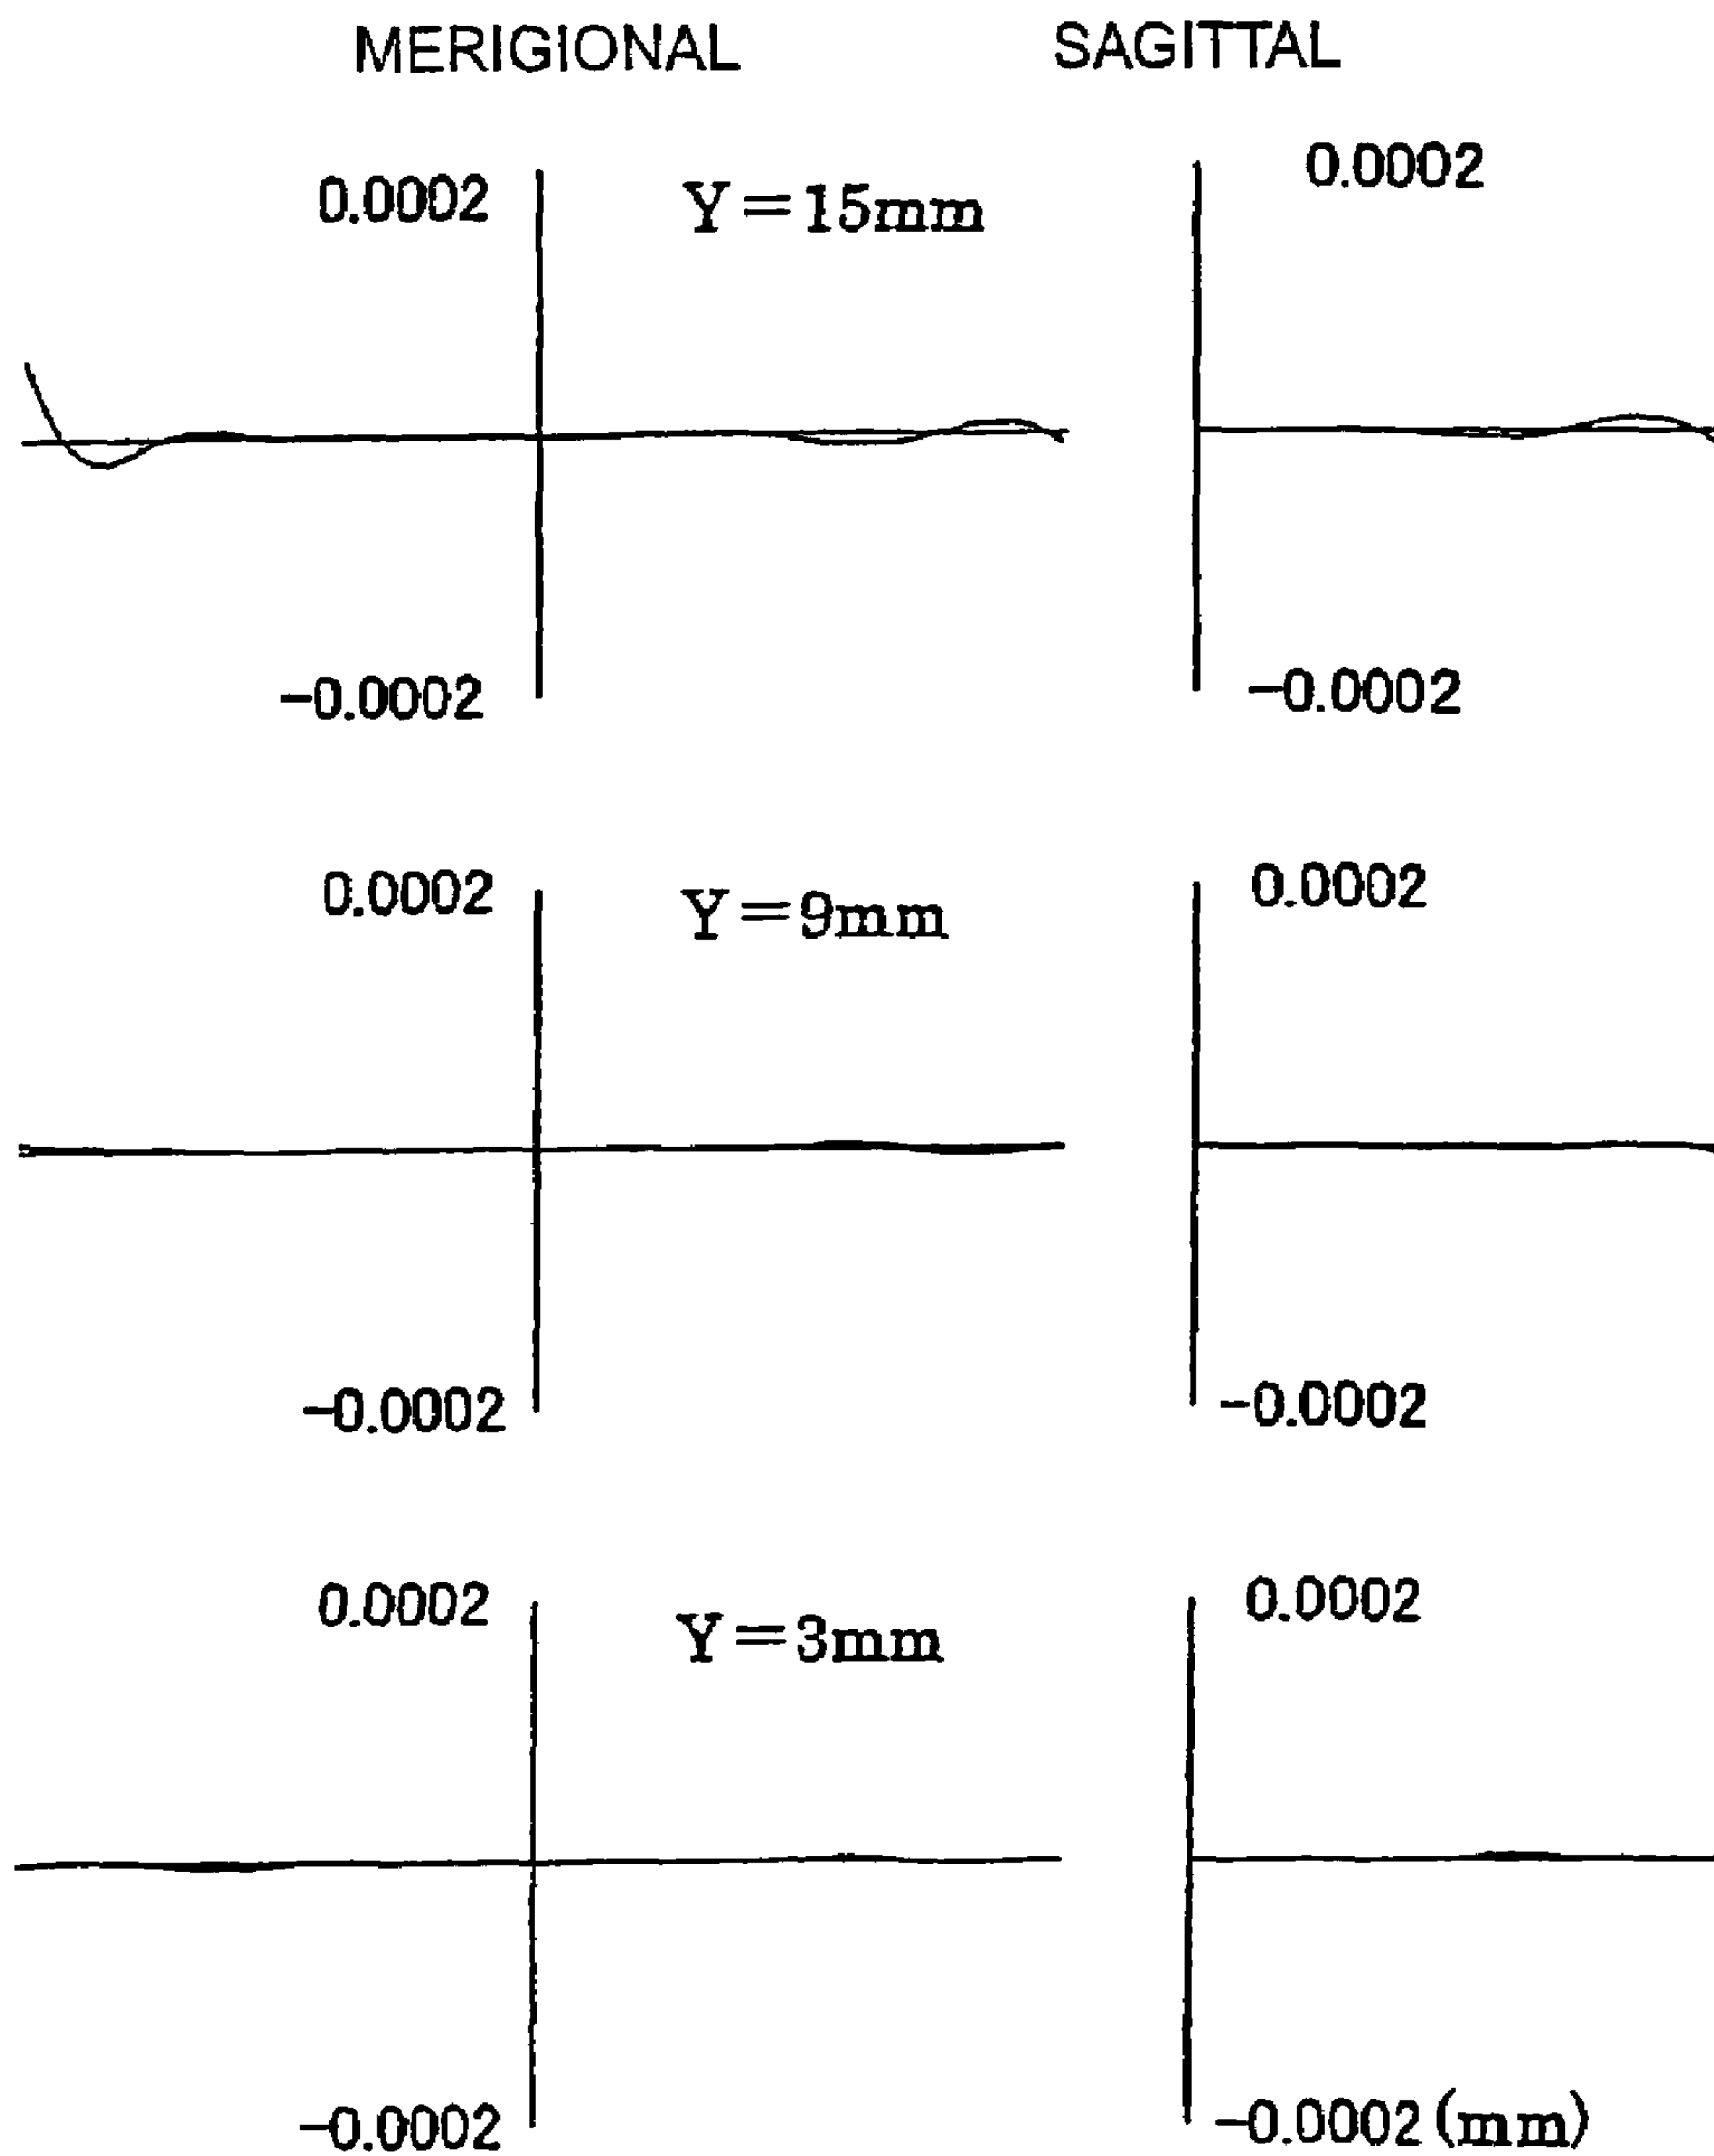 MERIGIONAL SAGITTAL
0.0002 Y=15mm 0.0002
-0.0002 -0.0002
0.0002 Y=9mm 0.0002
-0.0002 -0.0002
0.0002 Y=3mm 0.0002
-0.0002 -0.0002(mm)